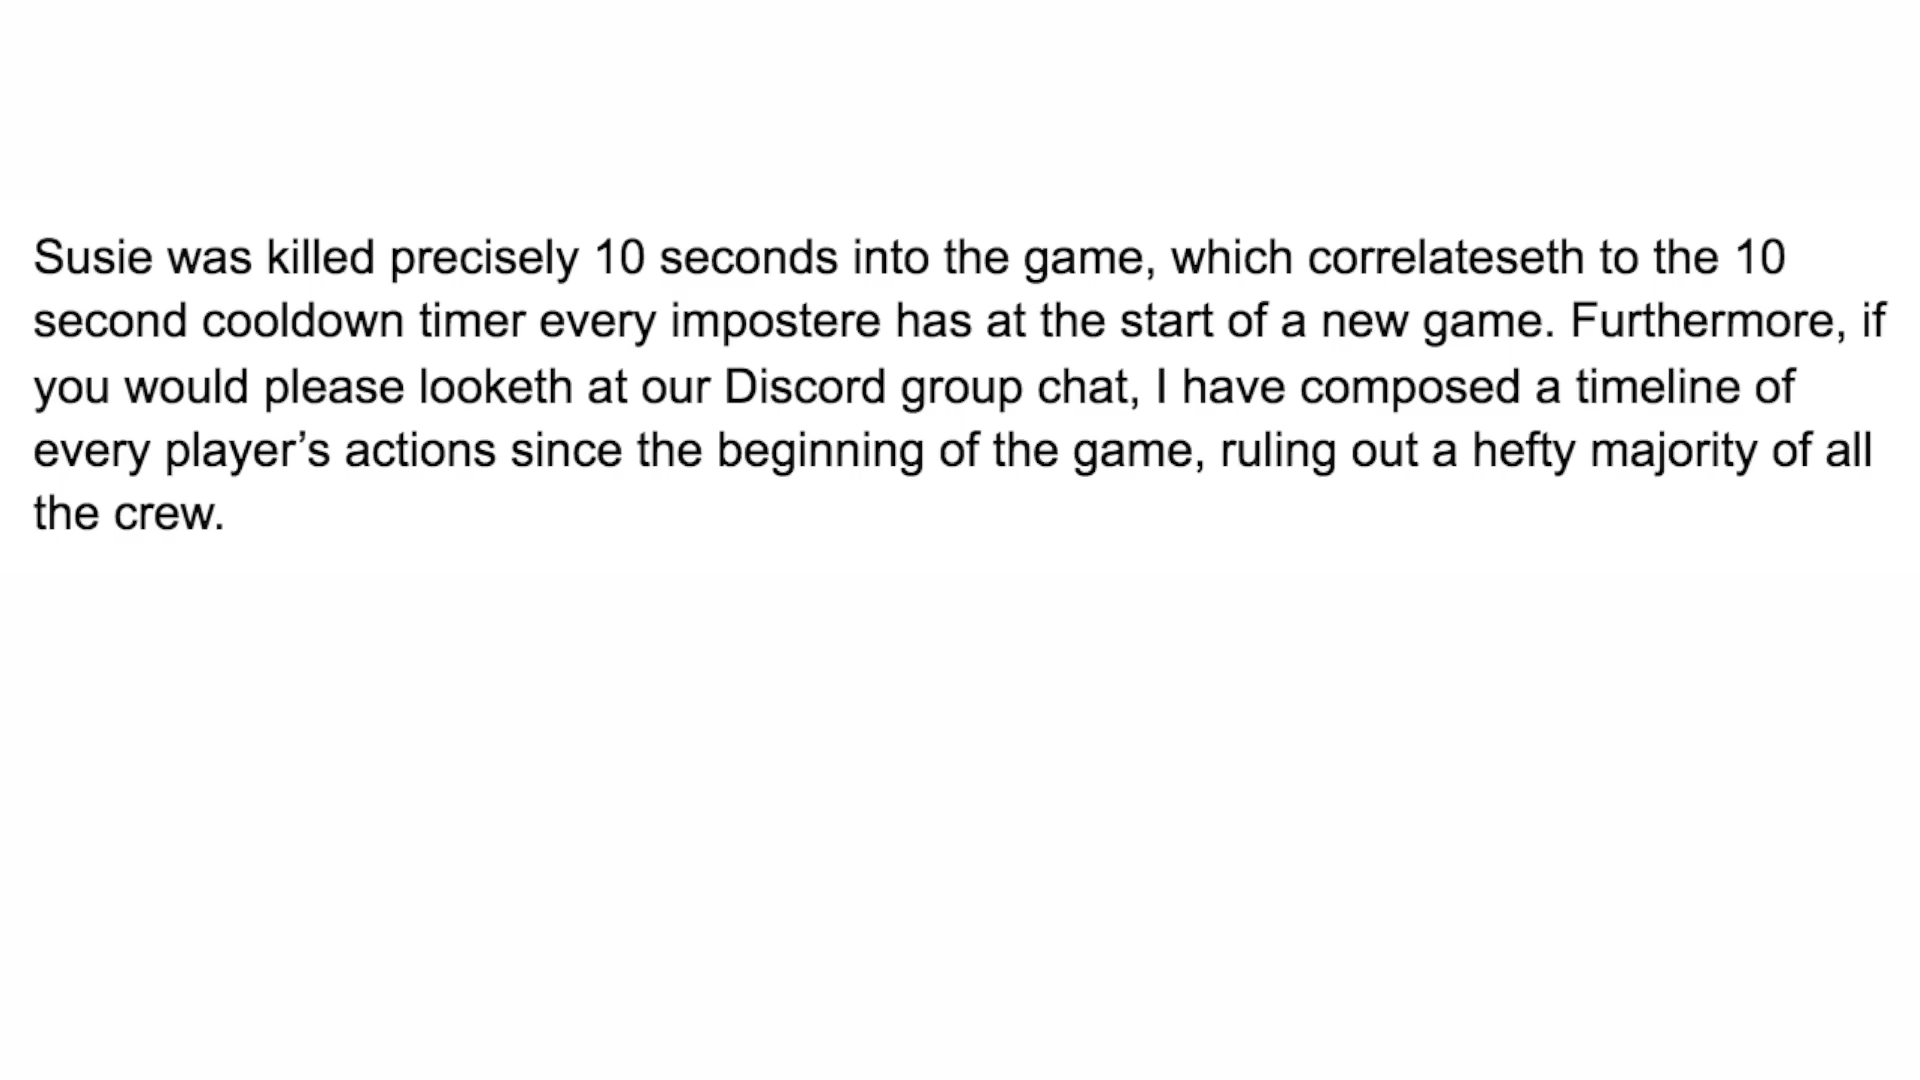 Susie was killed precisely 10 seconds into the game, which correlateseth to the 10
second cooldown timer every impostere has at the start of a new game. Furthermore, if
you would please looketh at our Discord group chat, I have composed a timeline of
every player’s actions since the beginning of the game, ruling out a hefty majority of all
the crew.